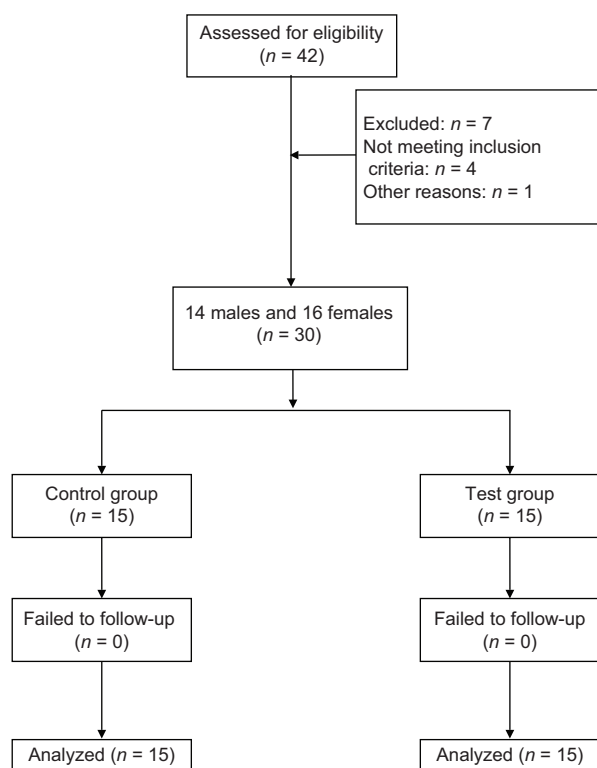 Assessed for eligibility
(n = 42)
Excluded: n = 7
Not meeting inclusion
criteria: n = 4
Other reasons: n = 1
14 males and 16 females
(n = 30)
Control group
(n = 15)
Test group
(n = 15)
Failed to follow-up
(n = 0)
Failed to follow-up
(n = 0)
Analyzed (n = 15)
Analyzed (n = 15)